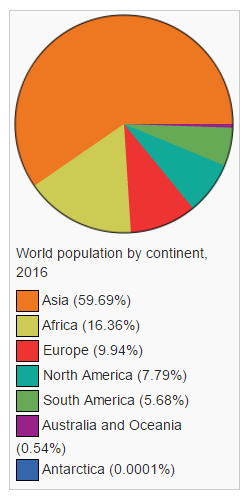 World population by continent,
2016
Asia (59.69%)
Africa (16.36%)
Europe (9.94%)
North America (7.79%)
South America (5.68%)
Australia and Oceania
(0.54%)
Antarctica (0.0001%)